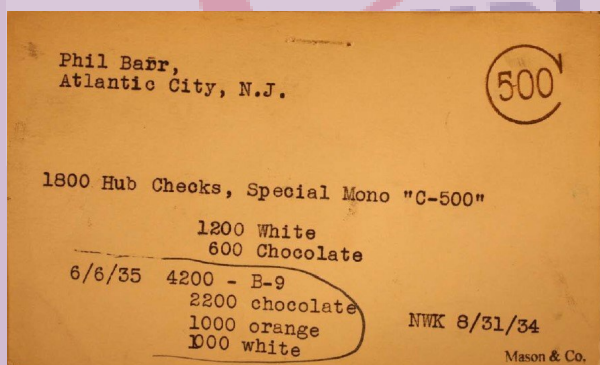 Phil Barr,
Atlantic City, N.J.
500
1800 Hub Checks, Special Mono "C-500"
1200 White
600 Chocolate
6/6/35 4200 - B-9
2200 chocolate
1000 orange
1000 white
NWK 8/31/34
Mason & Co.